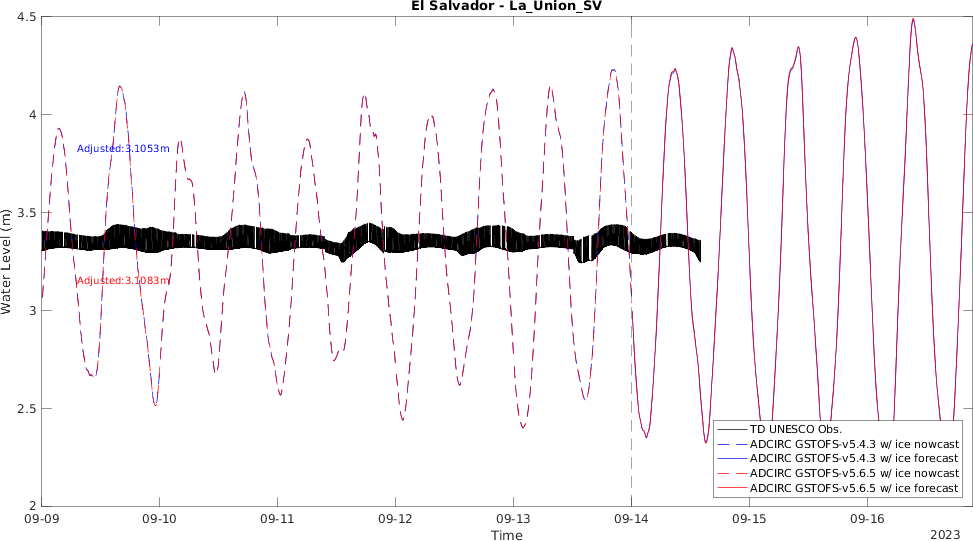 El Salvador - La_Union_SV
4.5
4
3.5
3
2.5
2
Water Level (m)
Adjusted:3.1053m
Adjusted:3.1083m
TD UNESCO Obs.
ADCIRC GSTOFS-v5.4.3 w/ ice nowcast
ADCIRC GSTOFS-v5.4.3 w/ ice forecast
ADCIRC GSTOFS-v5.6.5 w/ ice nowcast
ADCIRC GSTOFS-v5.6.5 w/ ice forecast
09-09 09-10 09-11 09-12 09-13 09-14 09-15 09-16
Time
2023